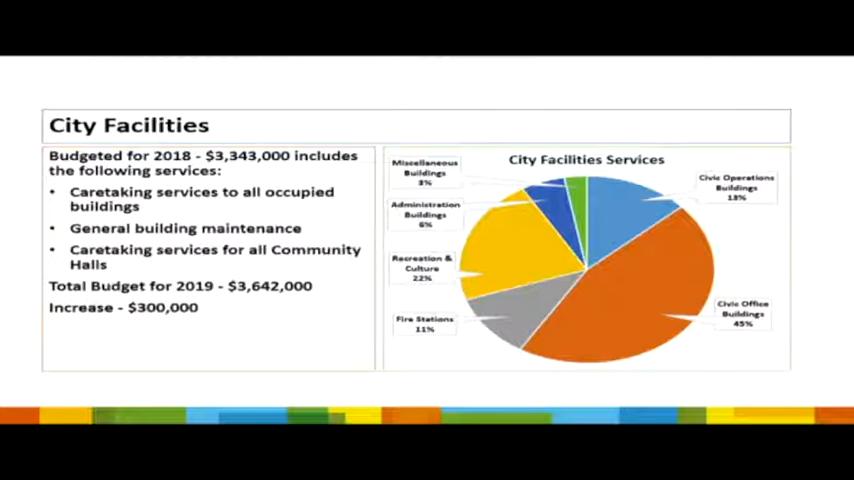 City Facilities
Budgeted for 2018 - $3,343,000 includes
the following services:
• Caretaking services to all occupied
buildings
• General building maintenance
• Caretaking services for all Community
Halls
Total Budget for 2019 - $3,642,000
Increase - $300,000
City Facilities Services
Miscellaneous
Buildings
3%
Civic Operations
Buildings
13%
Administration
Buildings
6%
Recreation &
Culture
22%
Civic Office
Buildings
45%
Fire Stations
11%